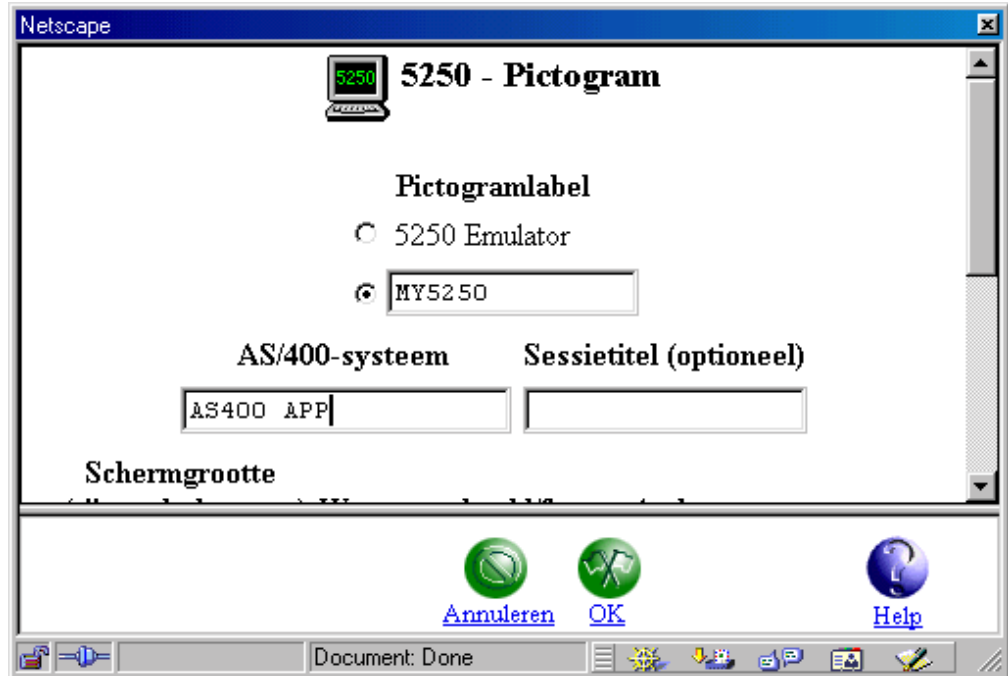 Netscape
5250
5250 - Pictogram
Pictogramlabel
5250 Emulator
MY5250
AS/400-systeem
Sessietitel (optioneel)
AS400 APP
Schermgrootte
Annuleren
OK
Help
Document: Done